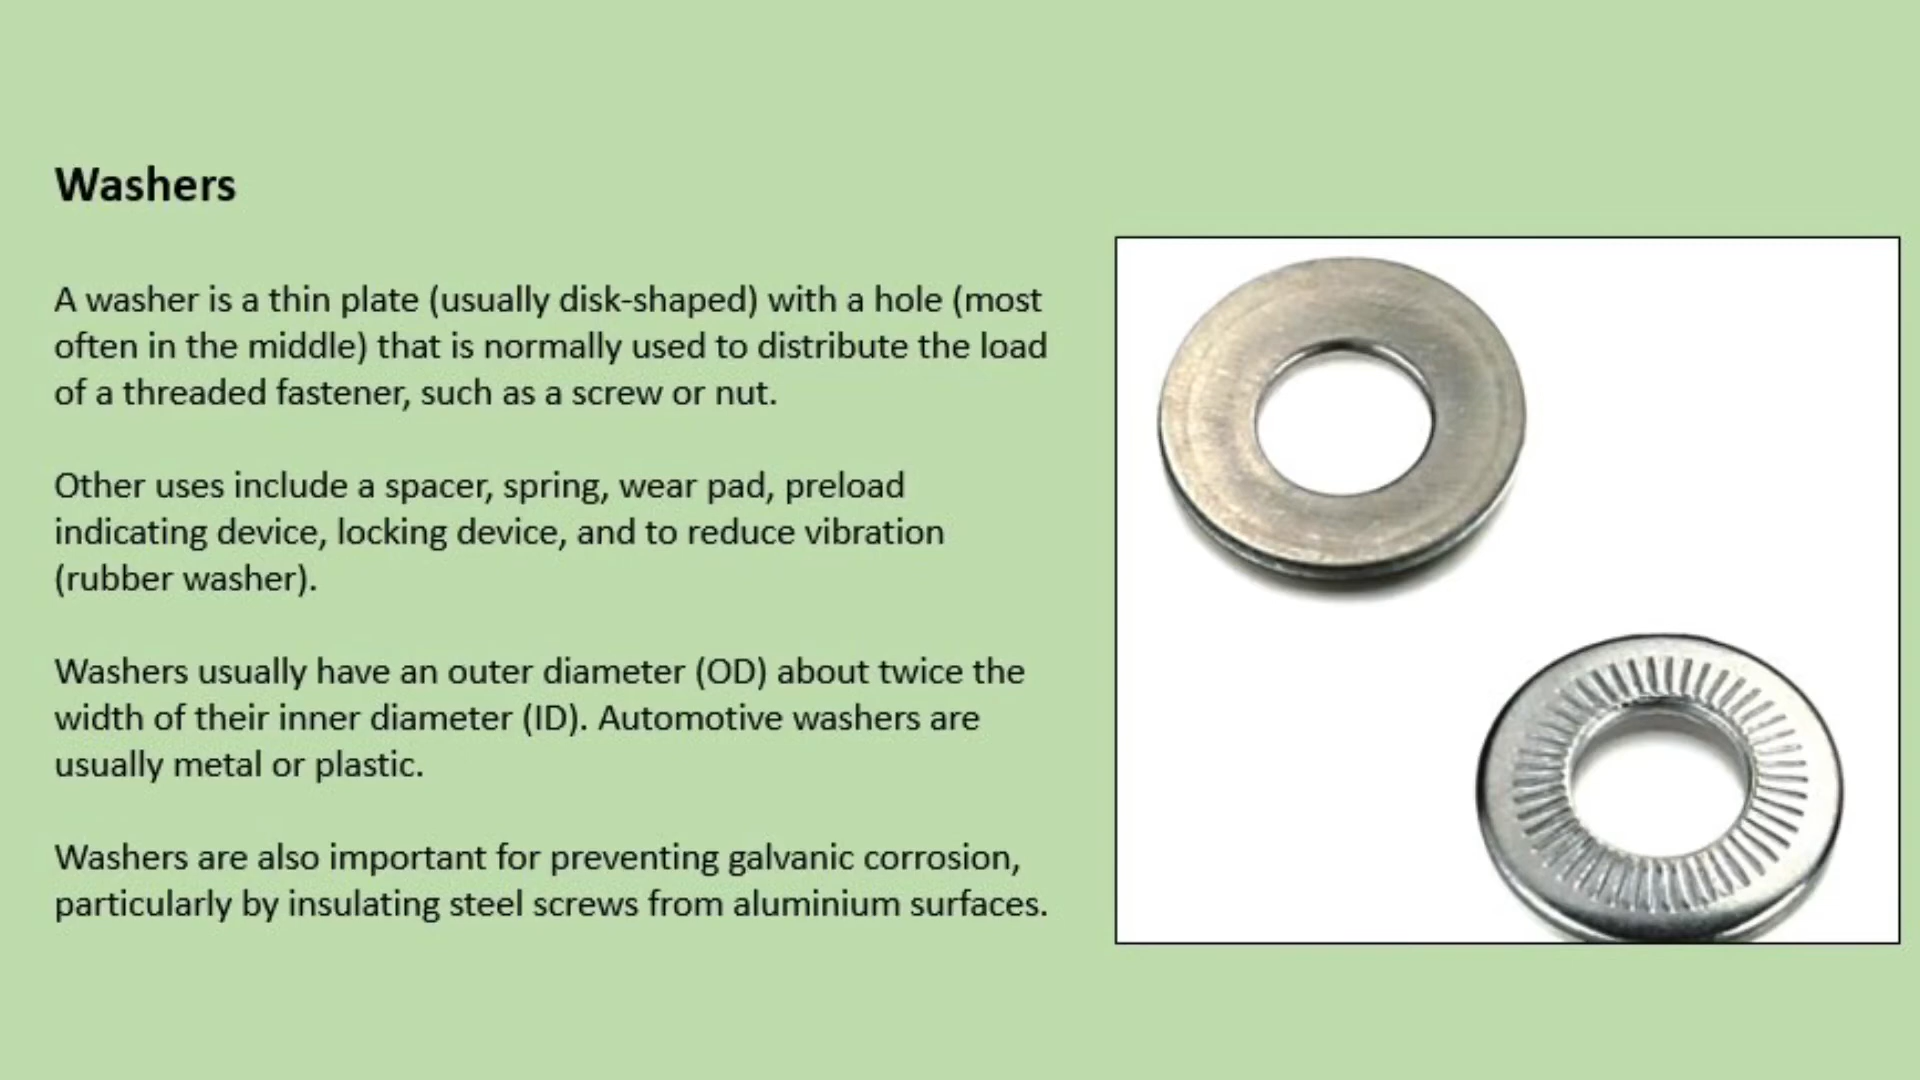 Washers
A washer is a thin plate (usually disk-shaped) with a hole (most
often in the middle) that is normally used to distribute the load
of a threaded fastener, such as a screw or nut.
Other uses include a spacer, spring, wear pad, preload
indicating device, locking device, and to reduce vibration
(rubber washer).
Washers usually have an outer diameter (OD) about twice the
width of their inner diameter (ID). Automotive washers are
usually metal or plastic.
Washers are also important for preventing galvanic corrosion,
particularly by insulating steel screws from aluminium surfaces.